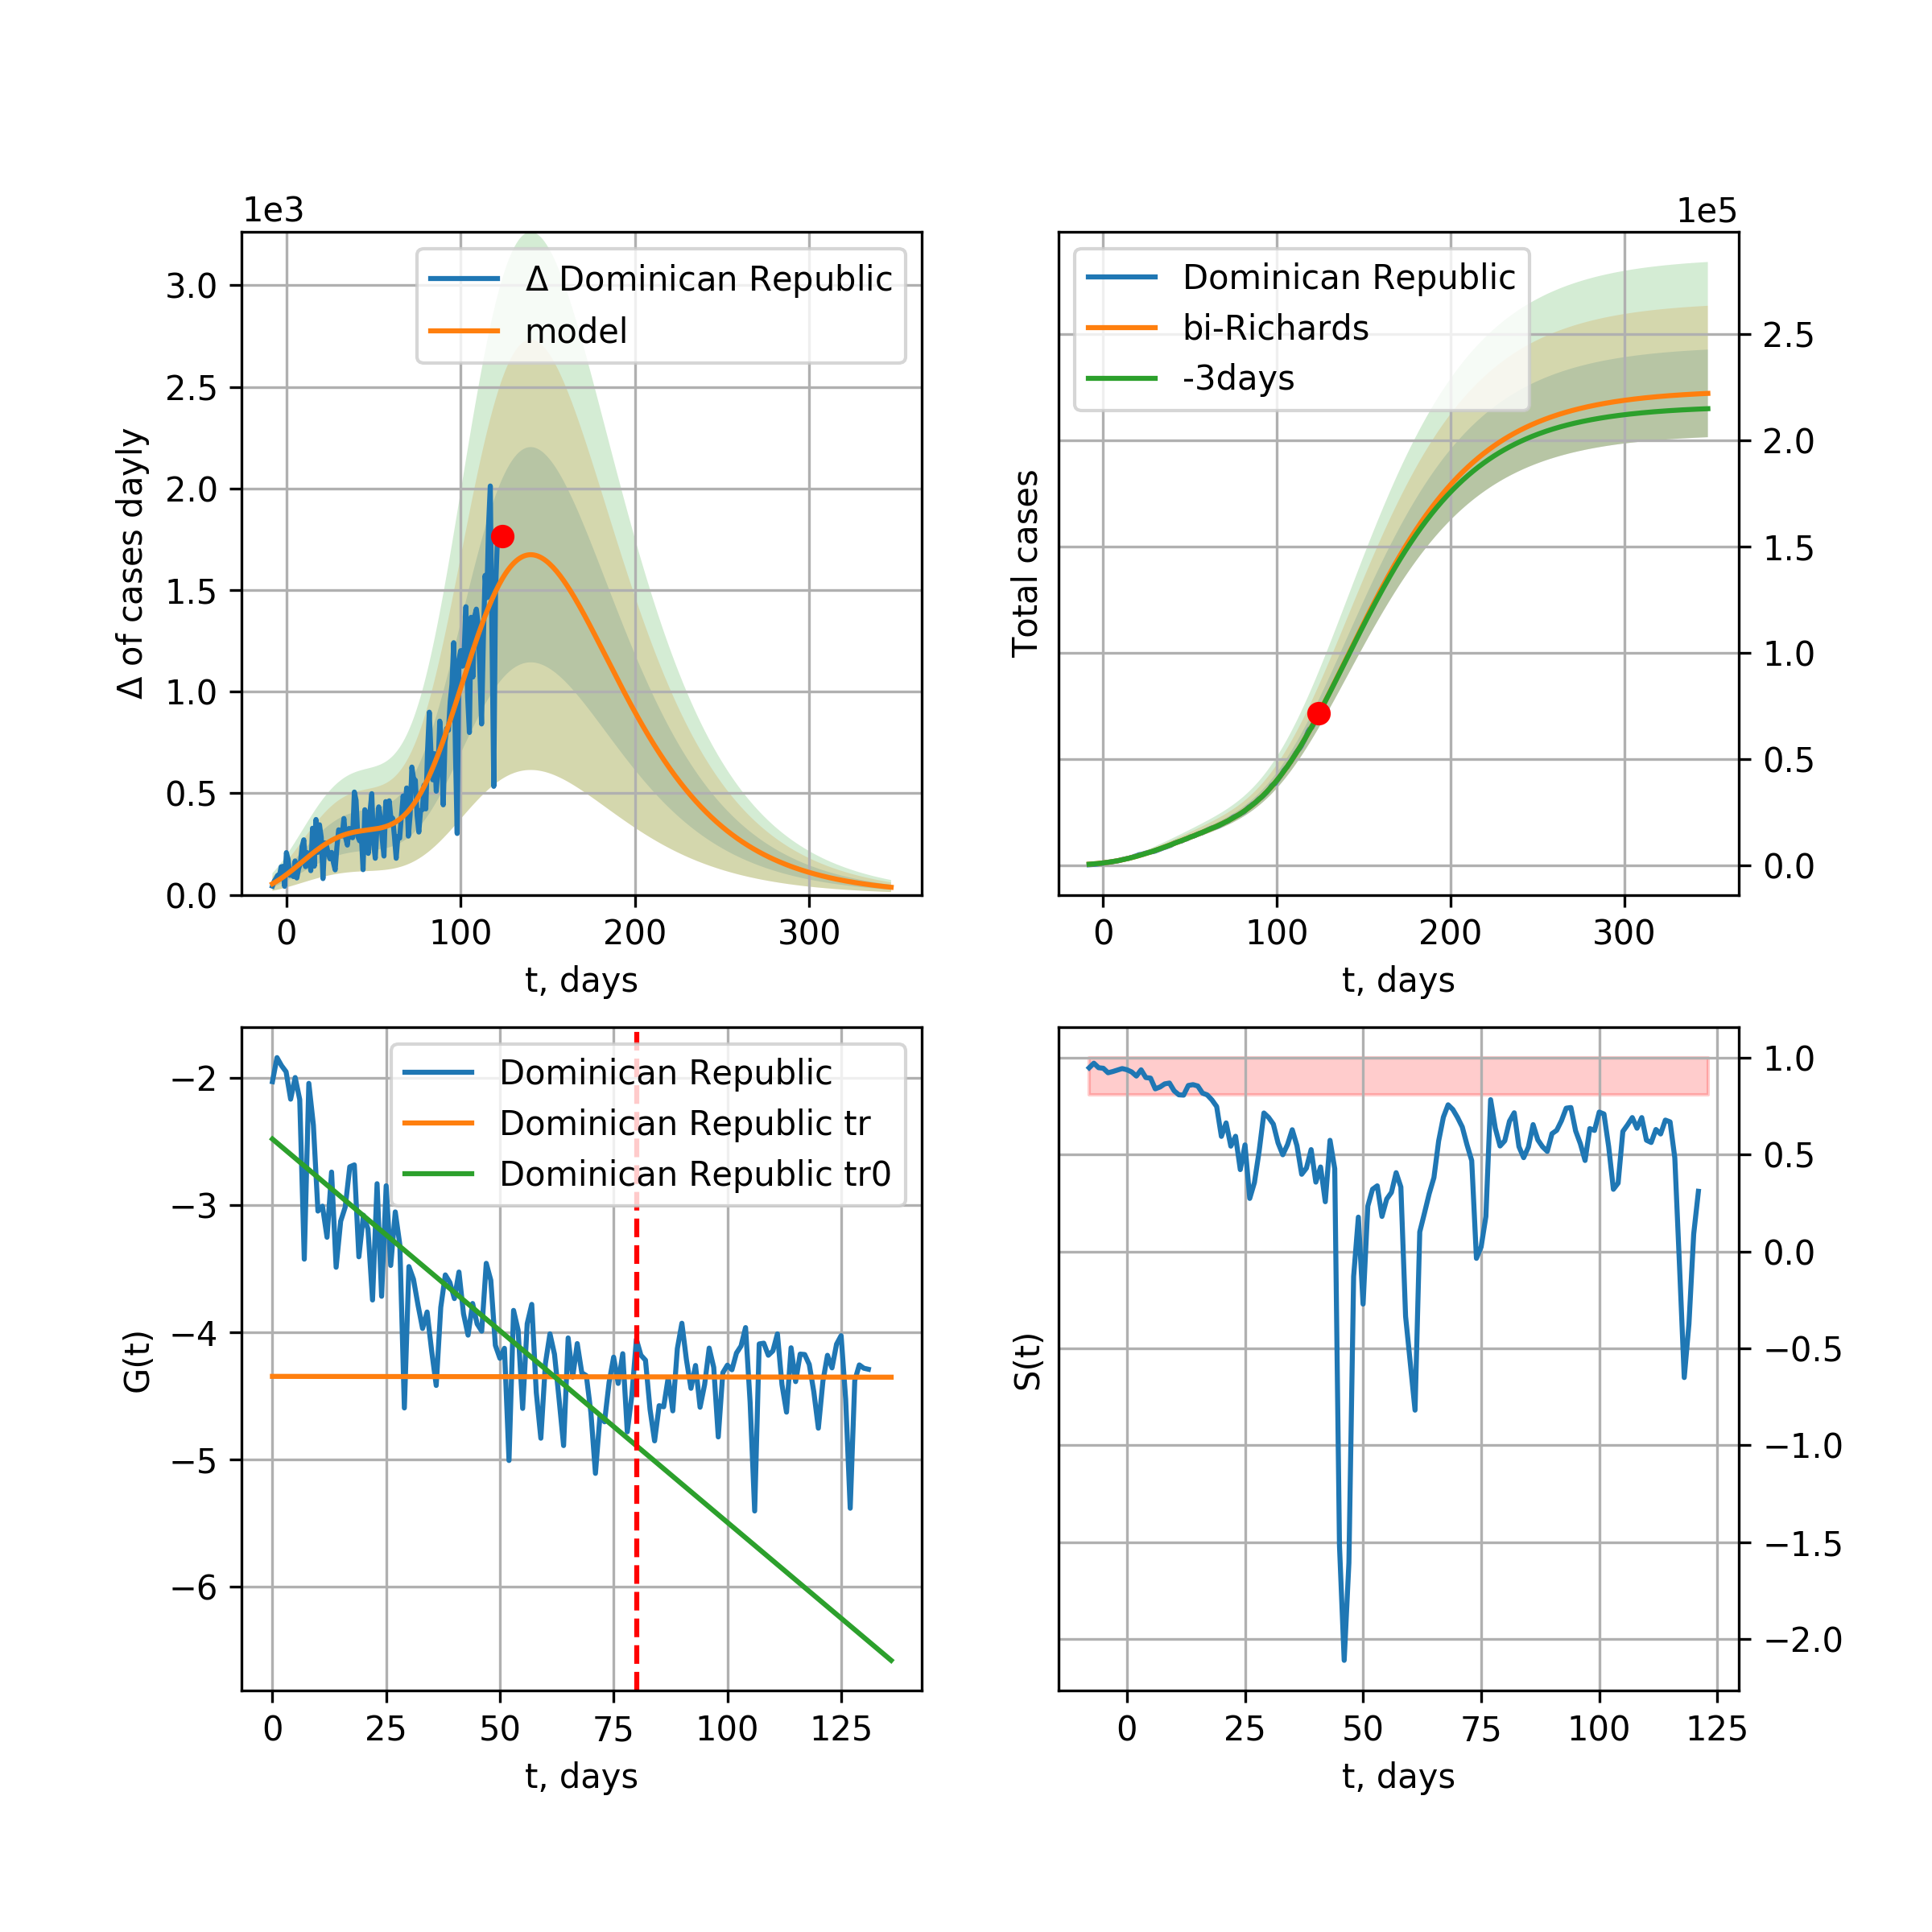 1e3
3.0
2.5
2.0
1.5
1.0
0.5
0.0
Δ of cases dayly
Δ Dominican Republic
model
0 100 200 300
t, days
1e5
Total cases
Dominican Republic
bi-Richards
-3days
2.5
2.0
1.5
1.0
0.5
0.0
0 100 200 300
t, days
−2
−3
−4
−5
−6
G(t)
Dominican Republic
Dominican Republic tr
Dominican Republic tr0
0 25 50 75 100 125
t, days
S(t)
1.0
0.5
0.0
−0.5
−1.0
−1.5
−2.0
0 25 50 75 100 125
t, days